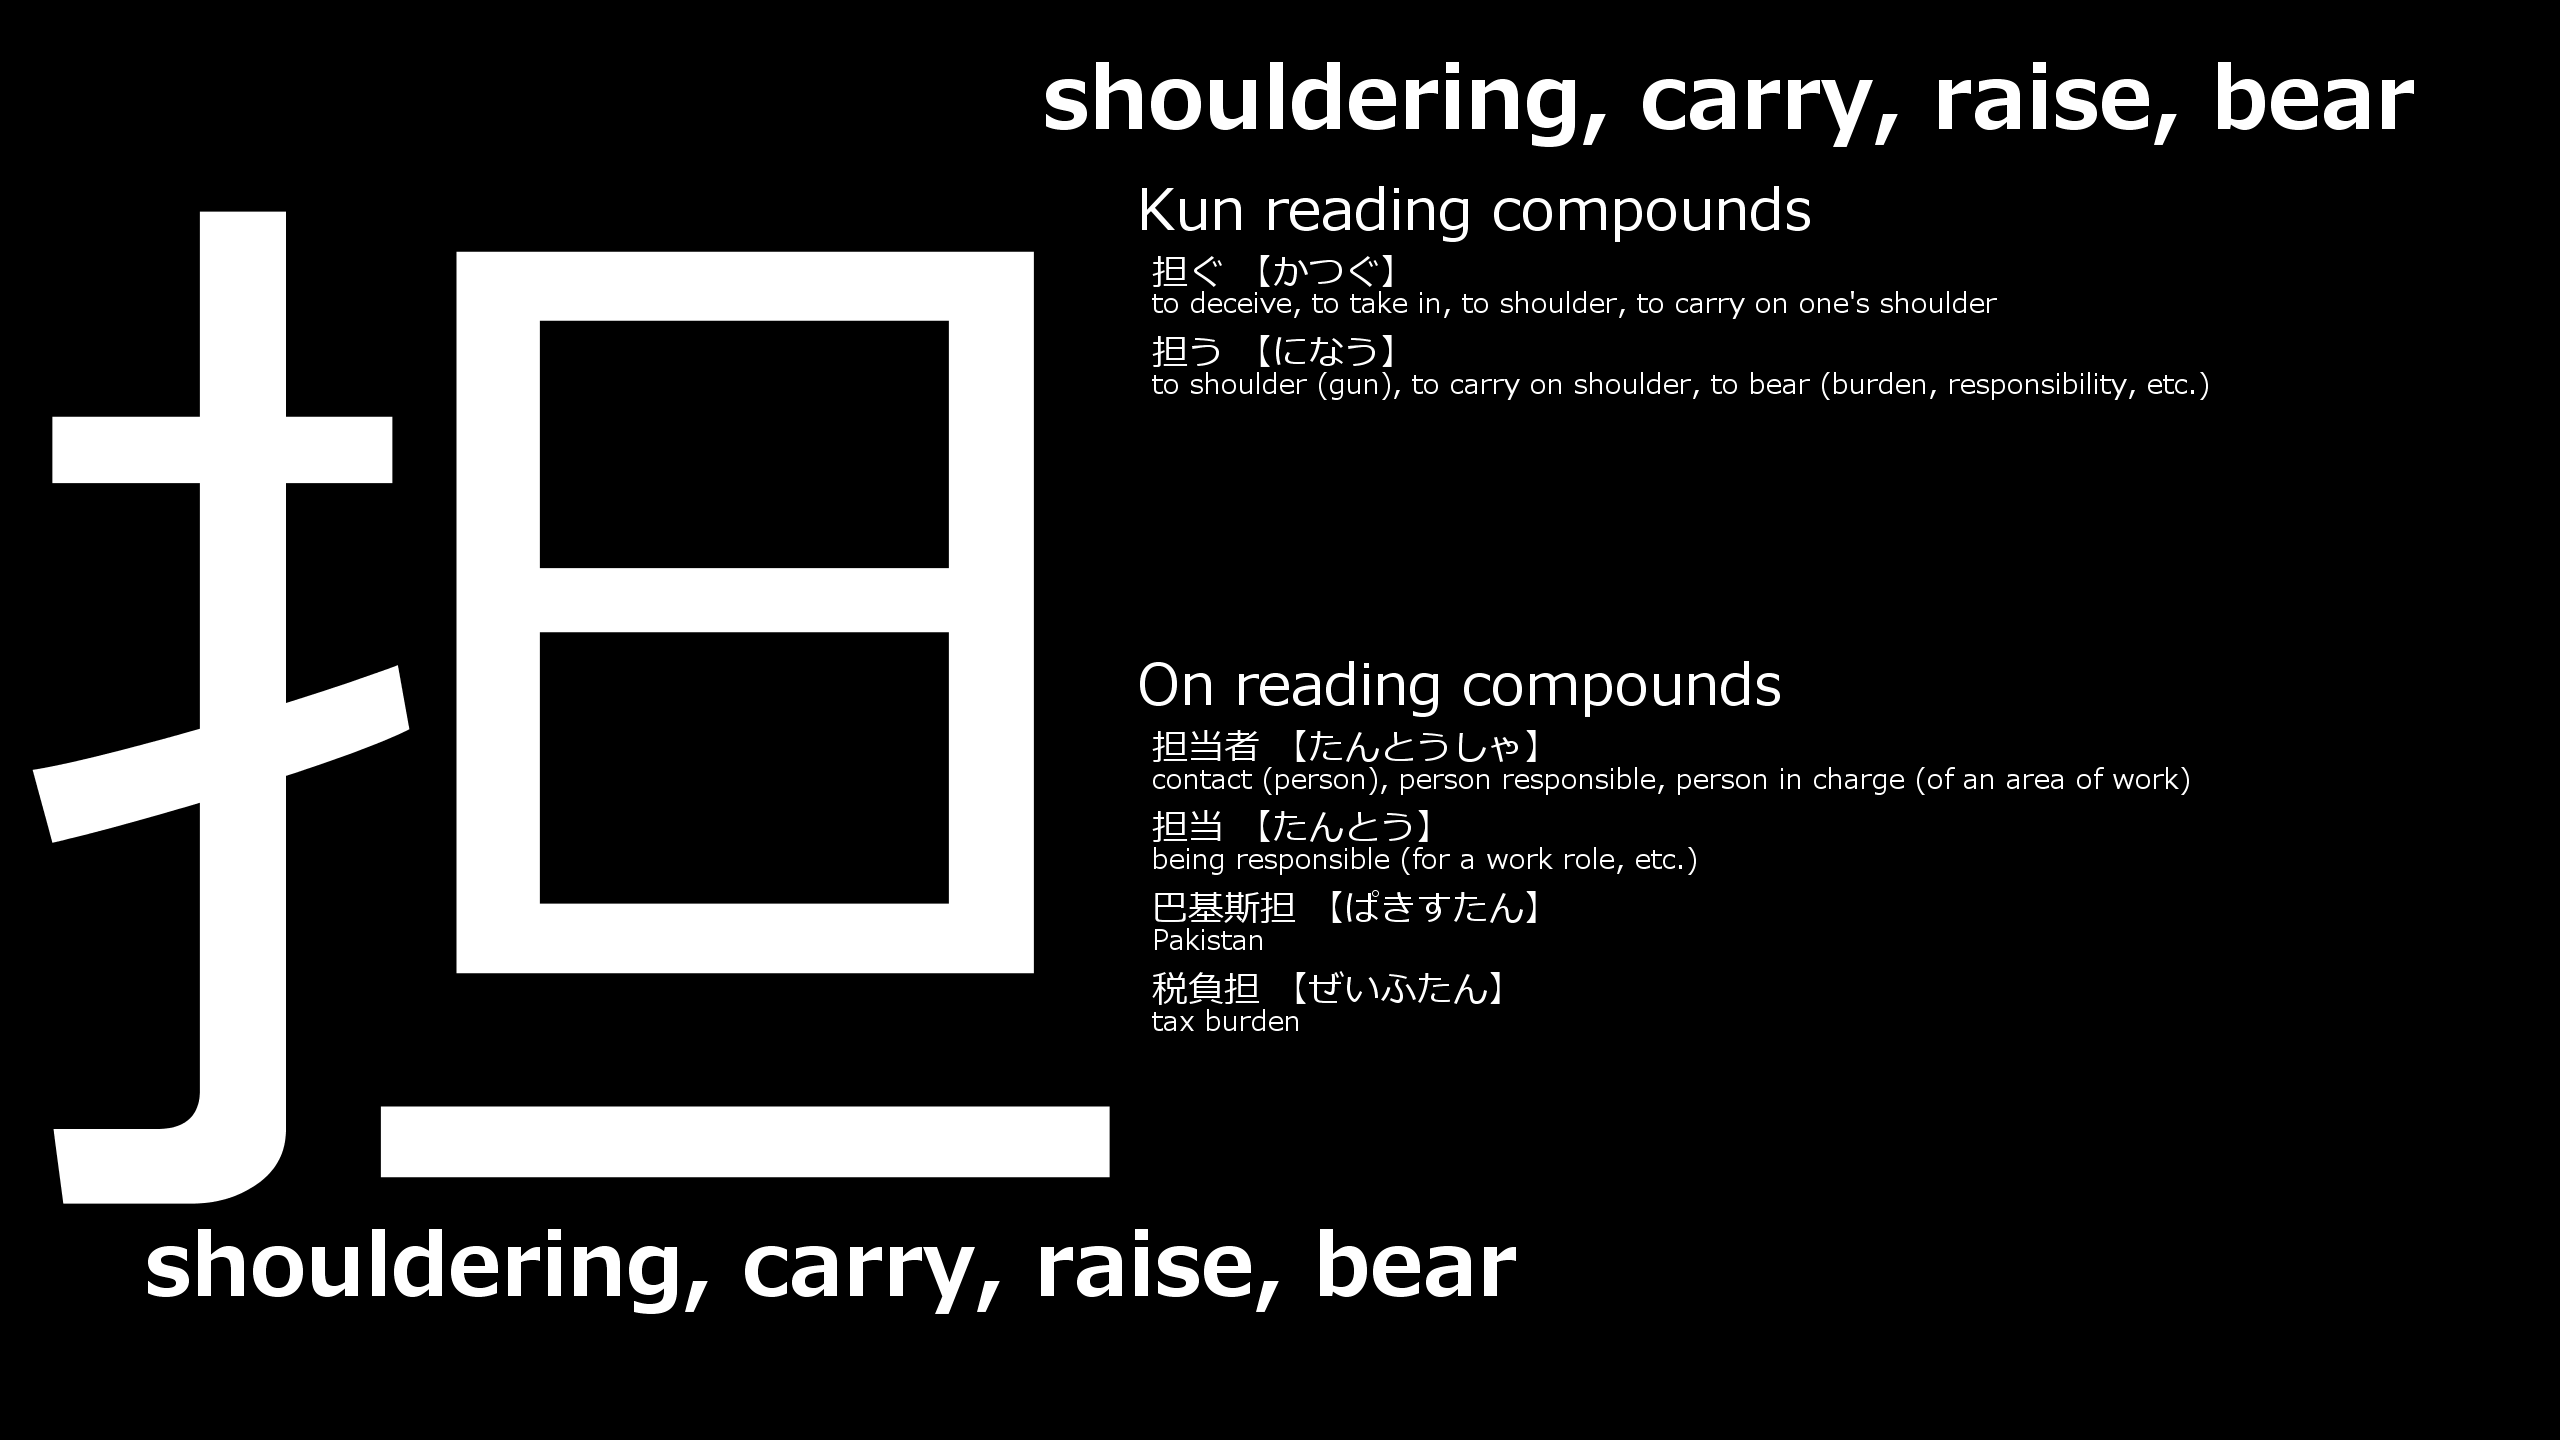 shouldering, carry, raise, bear
担
Kun reading compounds
担ぐ 【かつぐ】
to deceive, to take in, to shoulder, to carry on one's shoulder
担う 【になう】
to shoulder (gun), to carry on shoulder, to bear (burden, responsibility, etc.)
On reading compounds
担当者 【たんとうしゃ】
contact (person), person responsible, person in charge (of an area of work)
担当 【たんとう】
being responsible (for a work role, etc.)
巴基斯担 【ぱきすたん】
Pakistan
税負担 【ぜいふたん】
tax burden
shouldering, carry, raise, bear